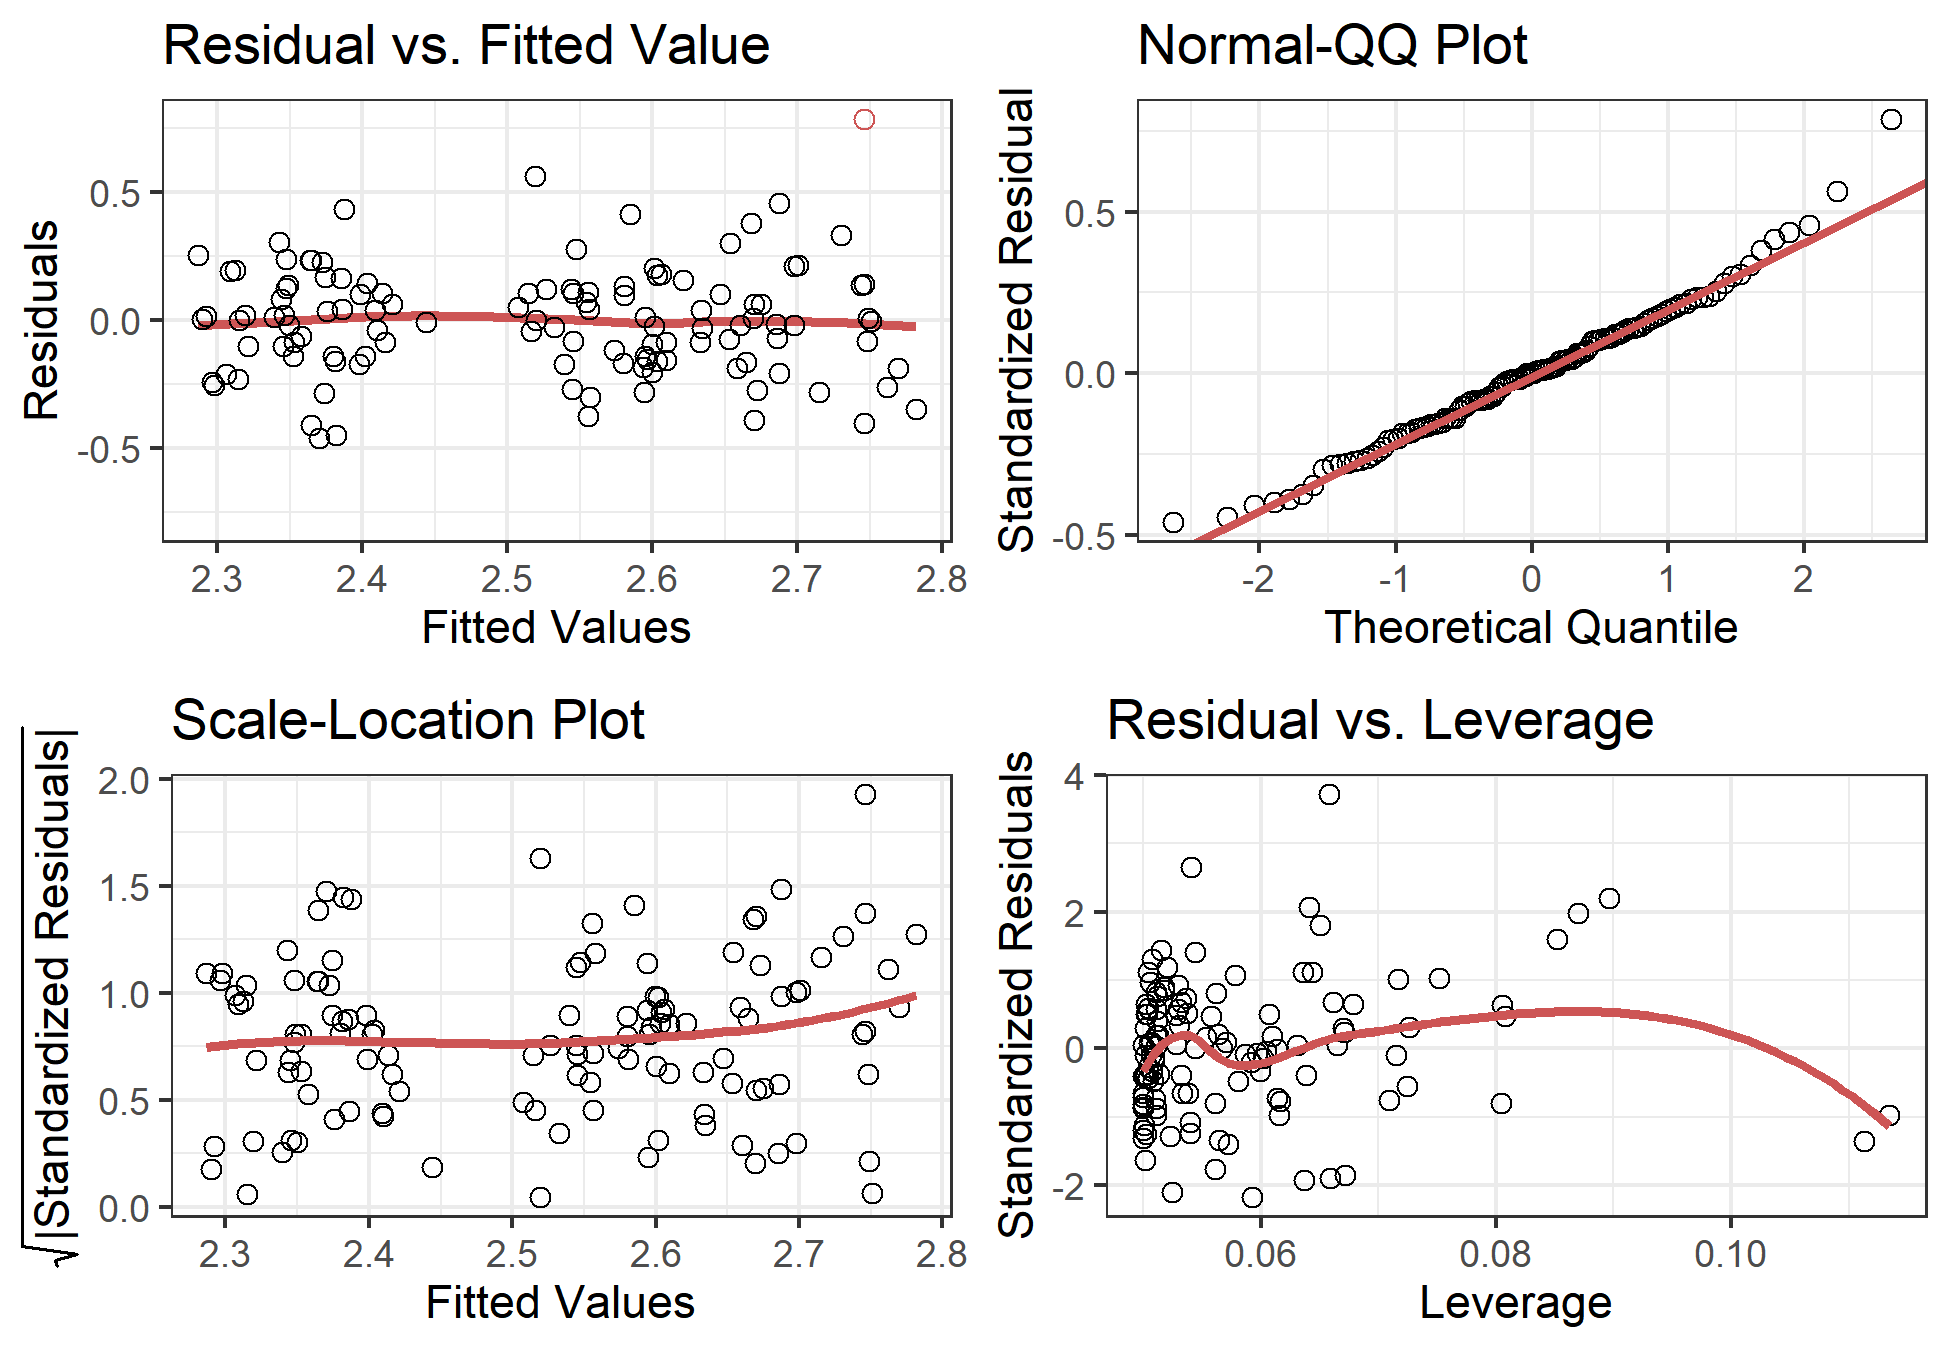 Residual vs. Fitted Value
Residuals
0.5
0.0
-0.5
2.3 2.4 2.5 2.6 2.7 2.8
Fitted Values
Normal-QQ Plot
Standardized Residual
0.5
0.0
-0.5
-2 -1 0 1 2
Theoretical Quantile
Scale-Location Plot
√|Standardized Residuals|
2.0
1.5
1.0
0.5
0.0
2.3 2.4 2.5 2.6 2.7 2.8
Fitted Values
Residual vs. Leverage
Standardized Residuals
4
2
0
-2
0.06 0.08 0.10
Leverage